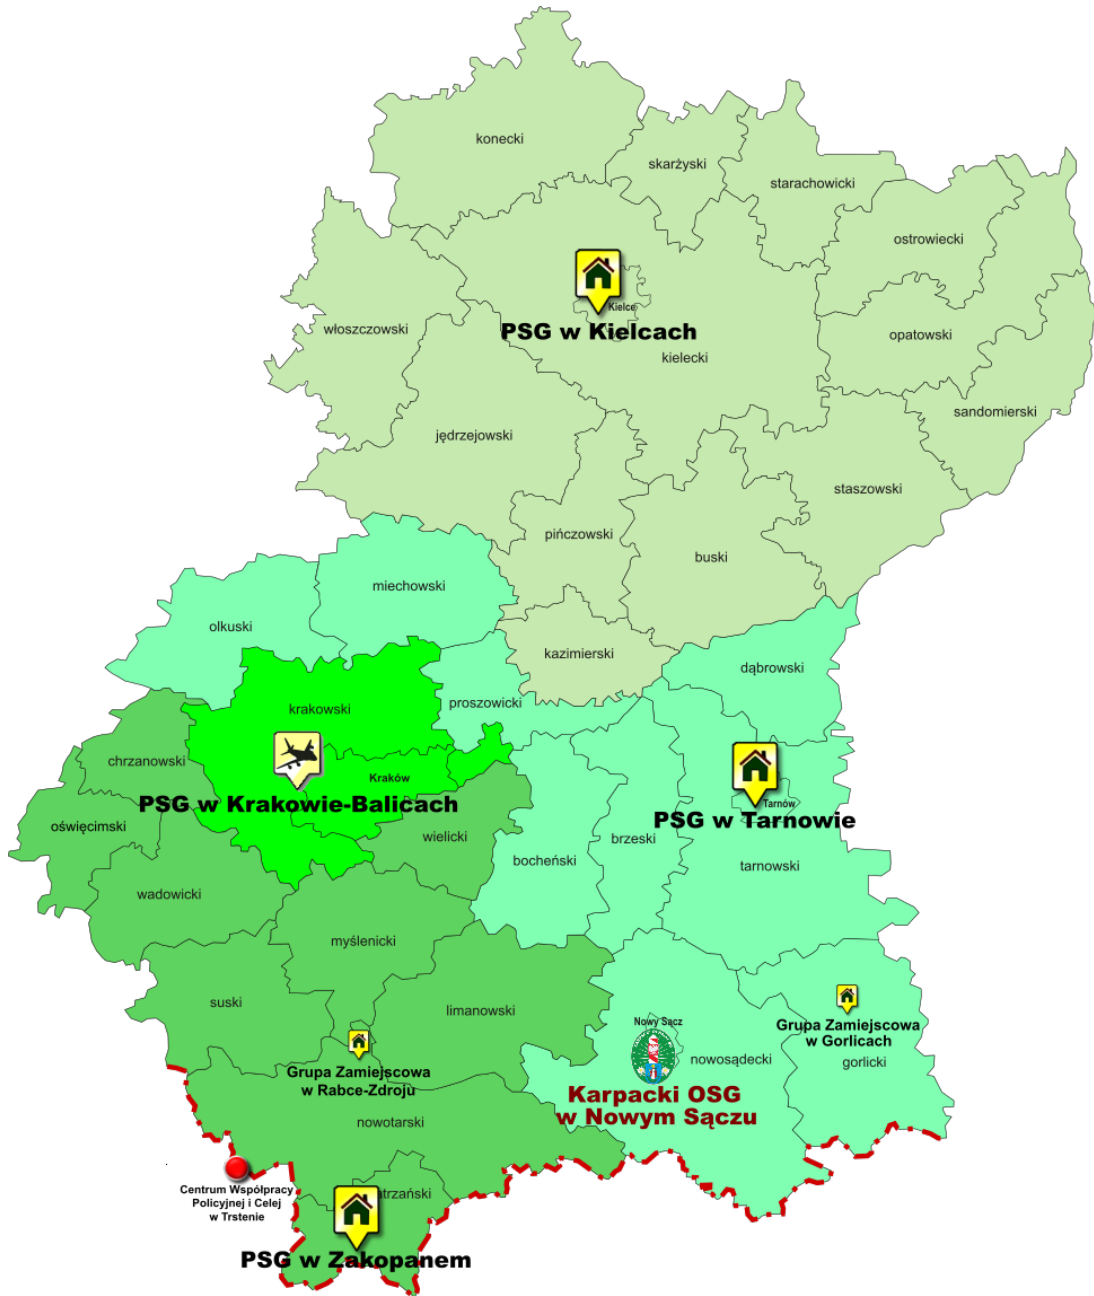 konecki
skarżyski
starachowicki
ostrowiecki
Kielce
włoszczowski
PSG w Kielcach
opatowski
kielecki
sandomierski
jędrzejowski
staszowski
pińczowski
buski
miechowski
olkuski
kazimierski
dąbrowski
proszowicki
krakowski
chrzanowski
Kraków
PSG w Krakowie-Balicach
Tarnów
PSG w Tarnowie
oświęcimski
wielicki
brzeski
bocheński
tarnowski
wadowicki
myślenicki
suski
limanowski
Nowy Sącz
Grupa Zamiejscowa
w Gorlicach
nowosądecki
gorlicki
Grupa Zamiejscowa
w Rabce-Zdroju
Karpacki OSG
w Nowym Sączu
nowotarski
Centrum Współpracy
Policyjnej i Celej
w Trstenie
atrzański
PSG w Zakopanem